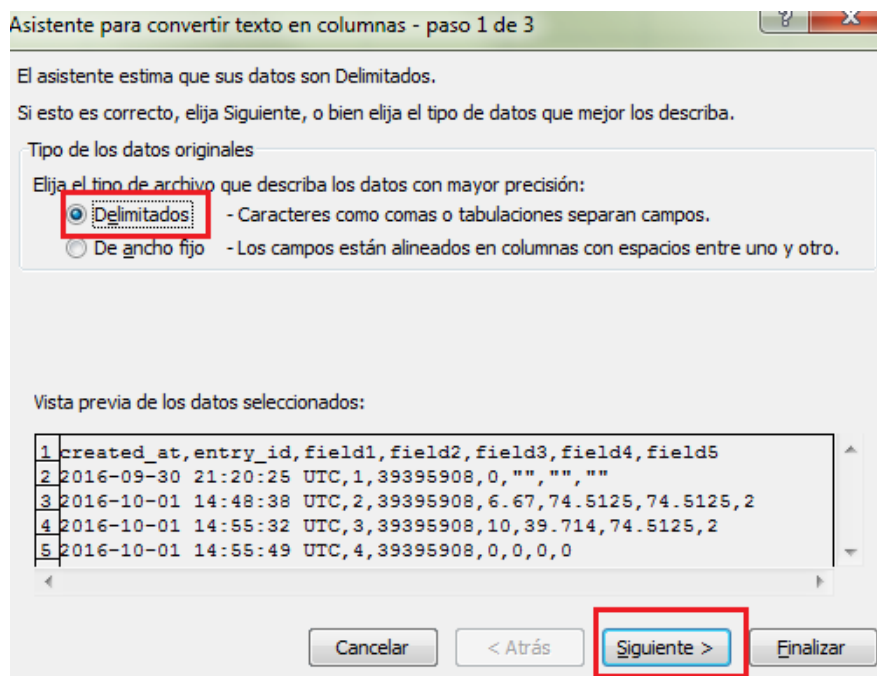 Asistente para convertir texto en columnas - paso 1 de 3
? X
El asistente estima que sus datos son Delimitados.
Si esto es correcto, elija Siguiente, o bien elija el tipo de datos que mejor los describa.
Tipo de los datos originales
Elija el tipo de archivo que describa los datos con mayor precisión:
Delimitados - Caracteres como comas o tabulaciones separan campos.
De ancho fijo - Los campos están alineados en columnas con espacios entre uno y otro.
Vista previa de los datos seleccionados:
1 created_at,entry_id,field1,field2,field3,field4,field5
2 2016-09-30 21:20:25 UTC,1,39395908,0,"","",""
3 2016-10-01 14:48:38 UTC,2,39395908,6.67,74.5125,74.5125,2
4 2016-10-01 14:55:32 UTC,3,39395908,10,39.714,74.5125,2
5 2016-10-01 14:55:49 UTC,4,39395908,0,0,0,0
Cancelar < Atrás Siguiente > Finalizar